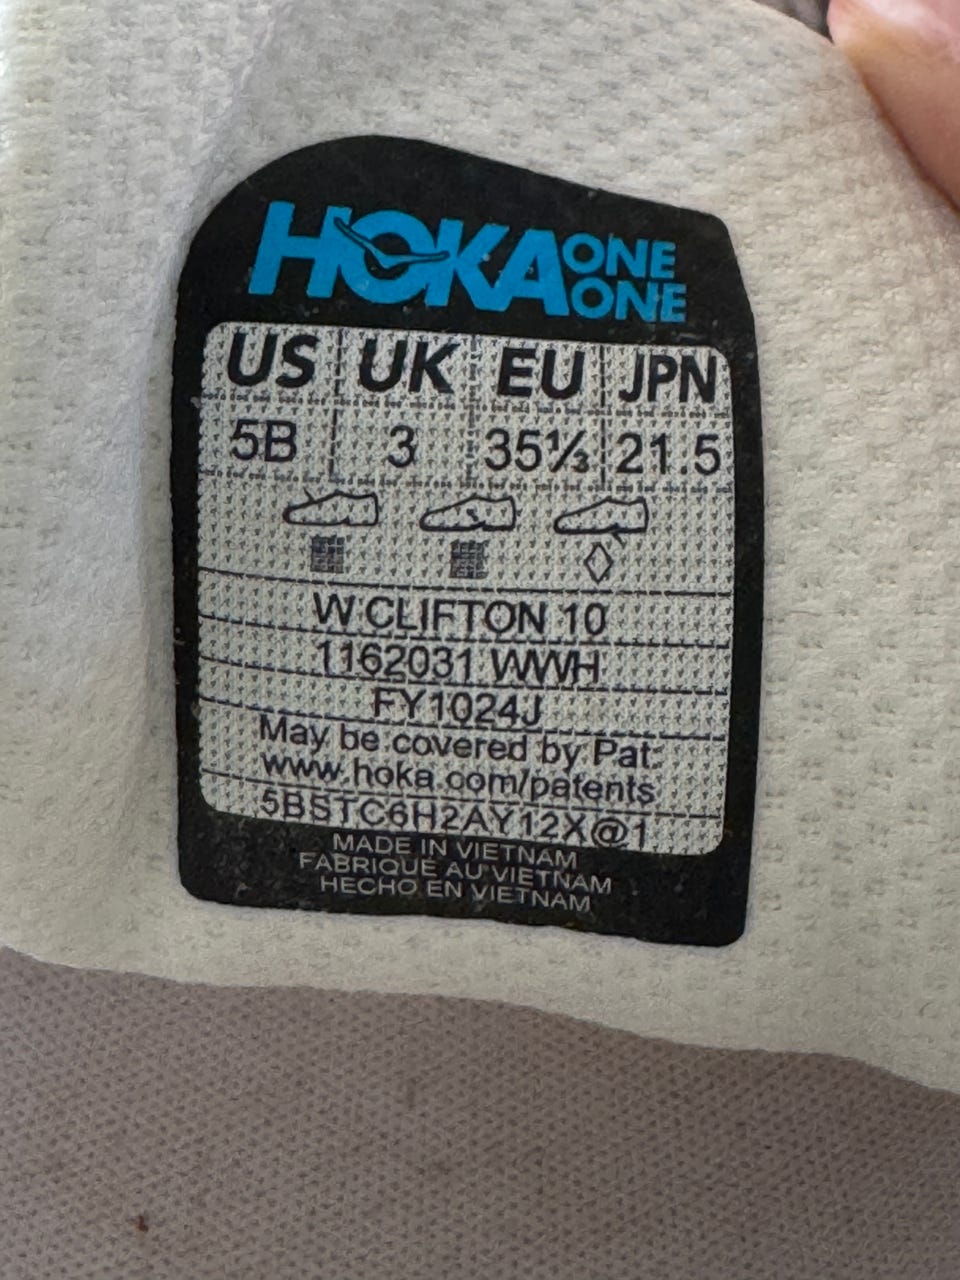 HOKA ONE ONE
US UK EU JPN
5B 3 35⅓ 21.5
W CLIFTON 10
1162031 WWH
FY1024J
May be covered by Pat:
www.hoka.com/patents
5BSTC6H2AY12X@1
MADE IN VIETNAM
FABRIQUÉ AU VIETNAM
HECHO EN VIETNAM